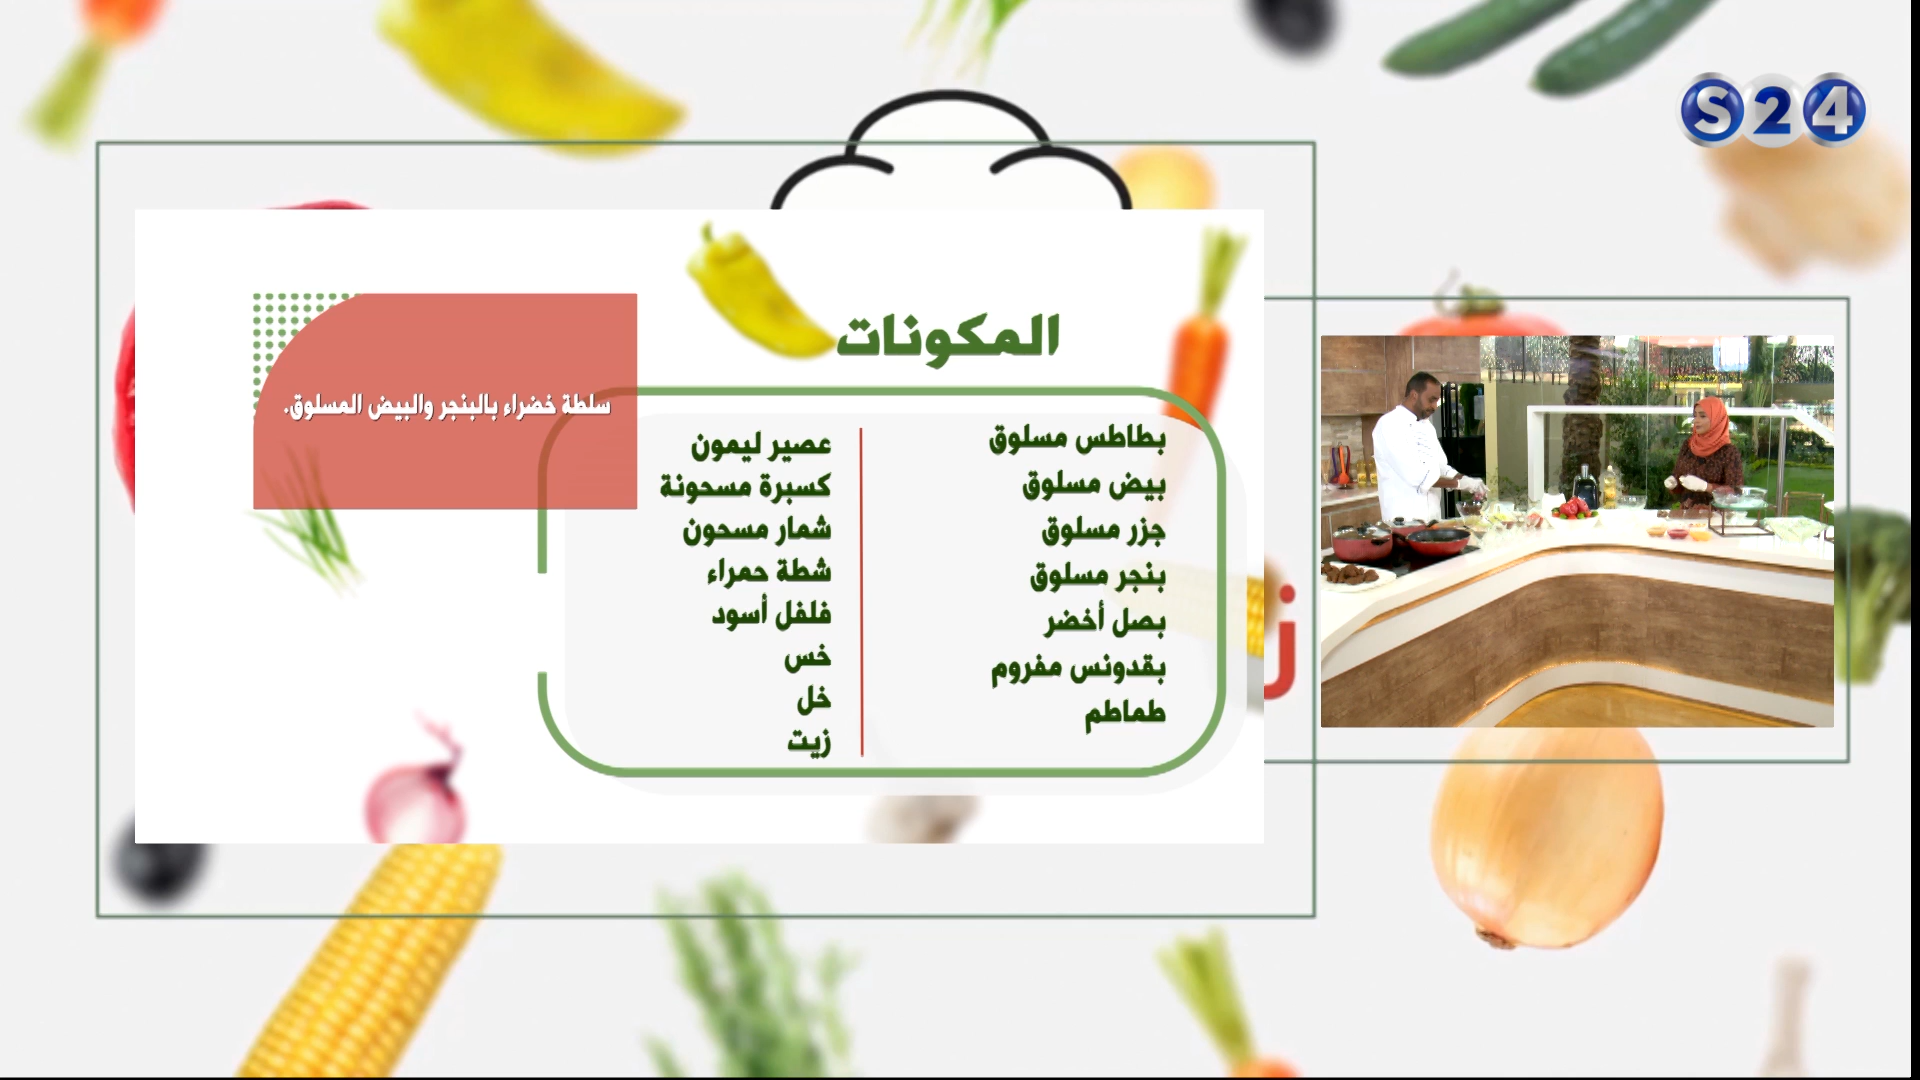 S24
المكونات
سلطة خضراء بالبنجر والبيض المسلوق.
بطاطس مسلوق
بيض مسلوق
جزر مسلوق
بنجر مسلوق
بصل أخضر
بقدونس مفروم
طماطم
عصير ليمون
كسبرة مسحونة
شمار مسحون
شطة حمراء
فلفل أسود
خس
خل
زيت